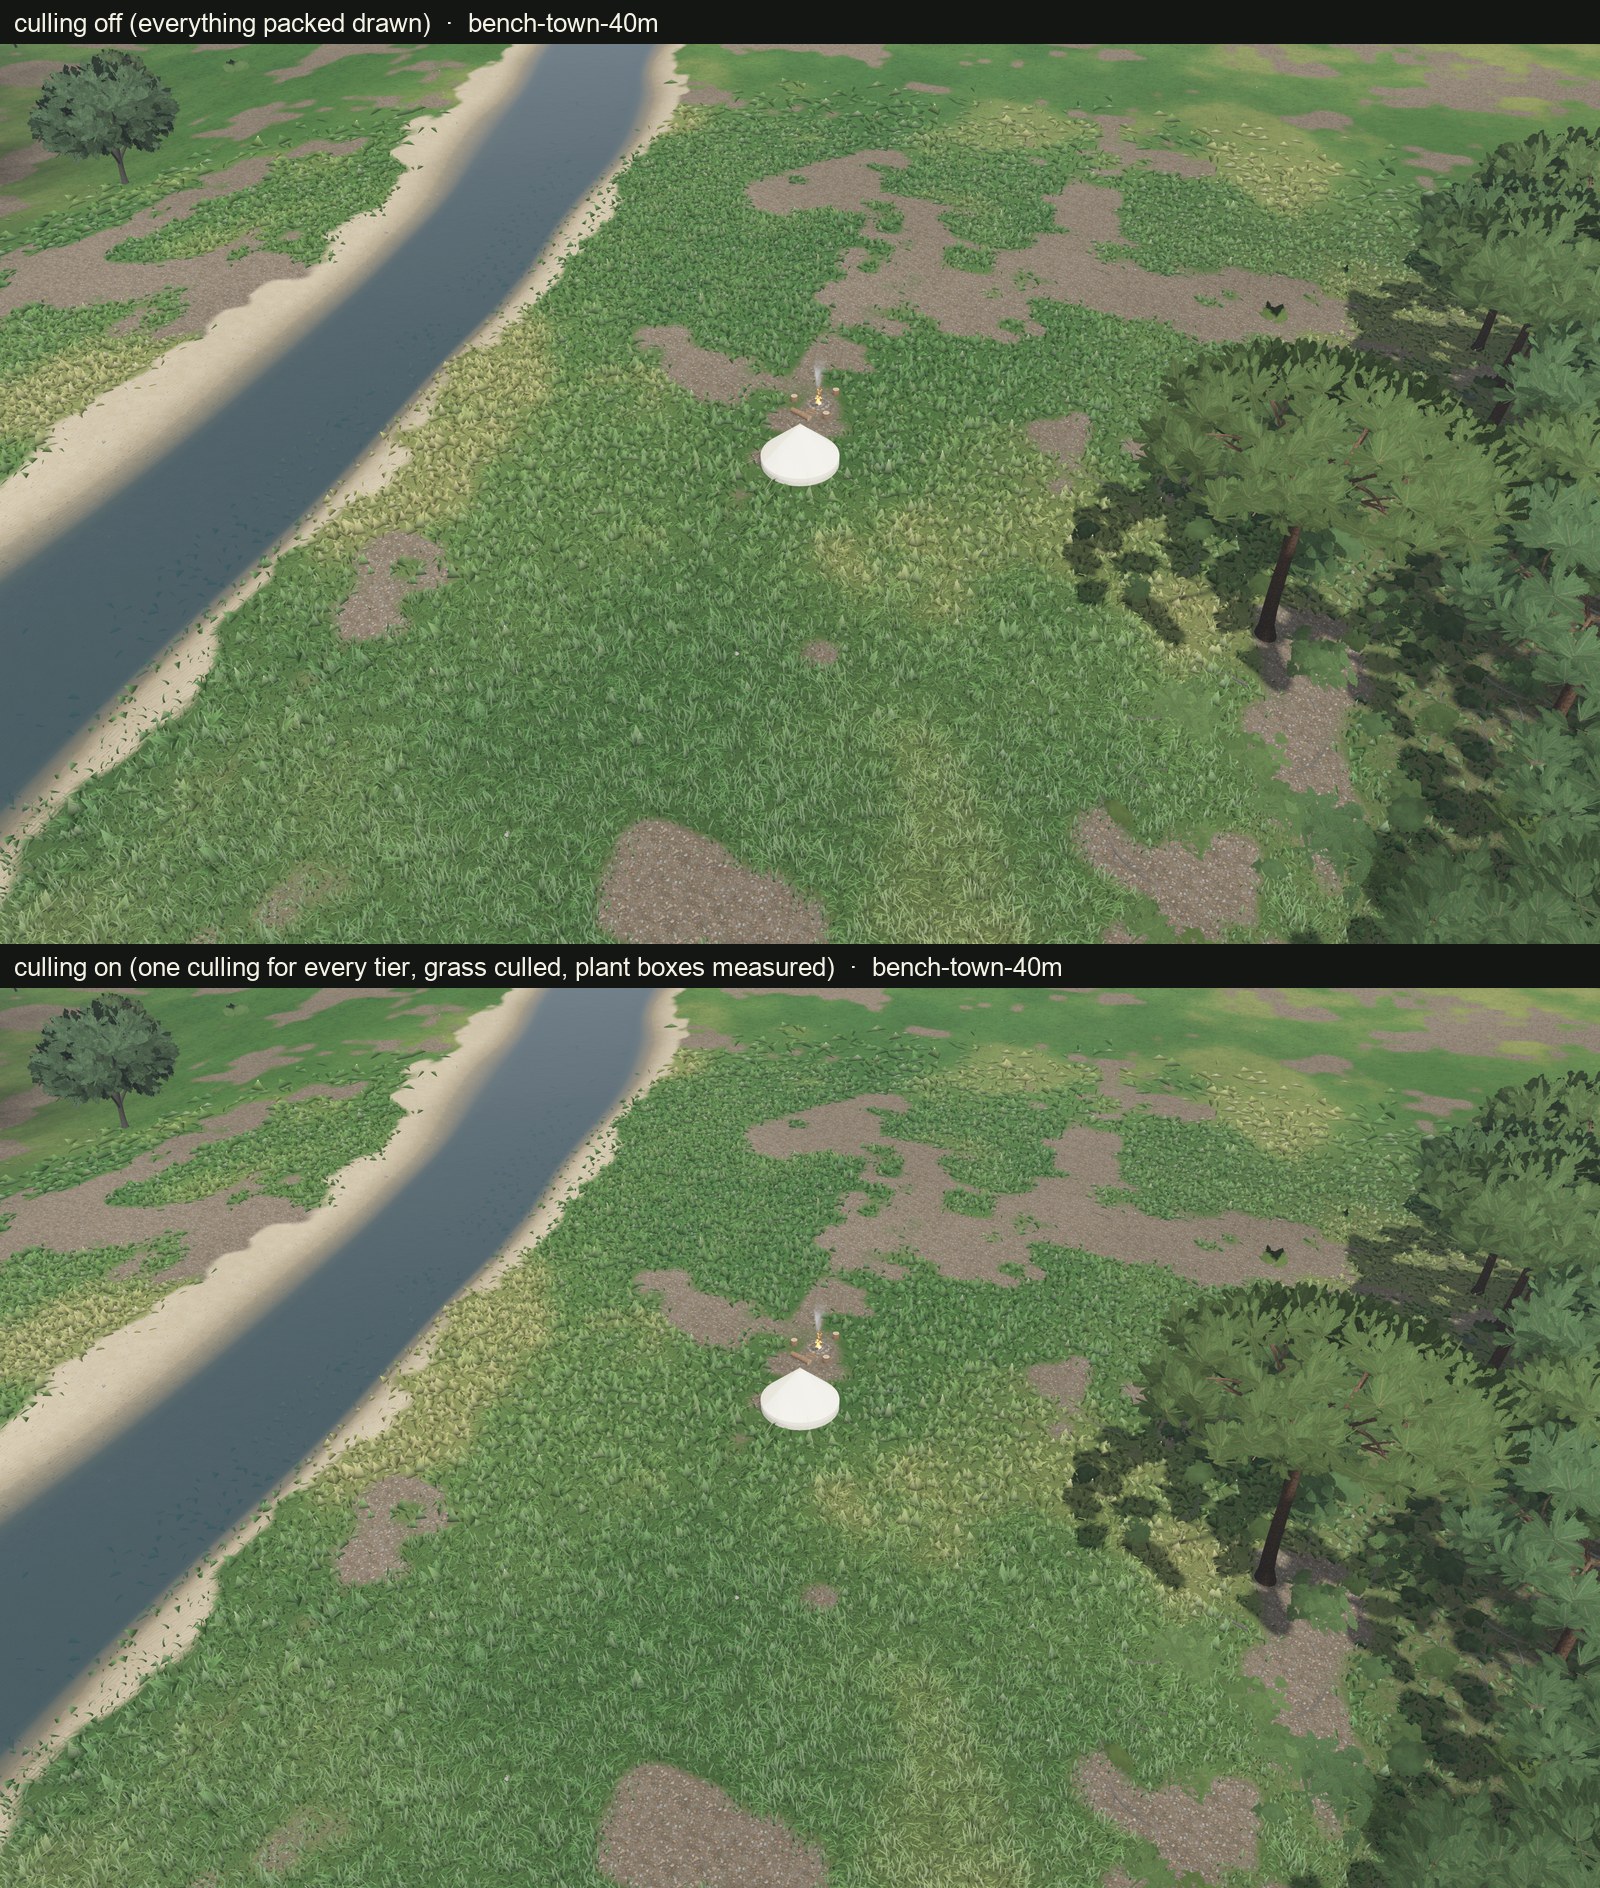 culling off (everything packed drawn) · bench-town-40m
culling on (one culling for every tier, grass culled, plant boxes measured) · bench-town-40m